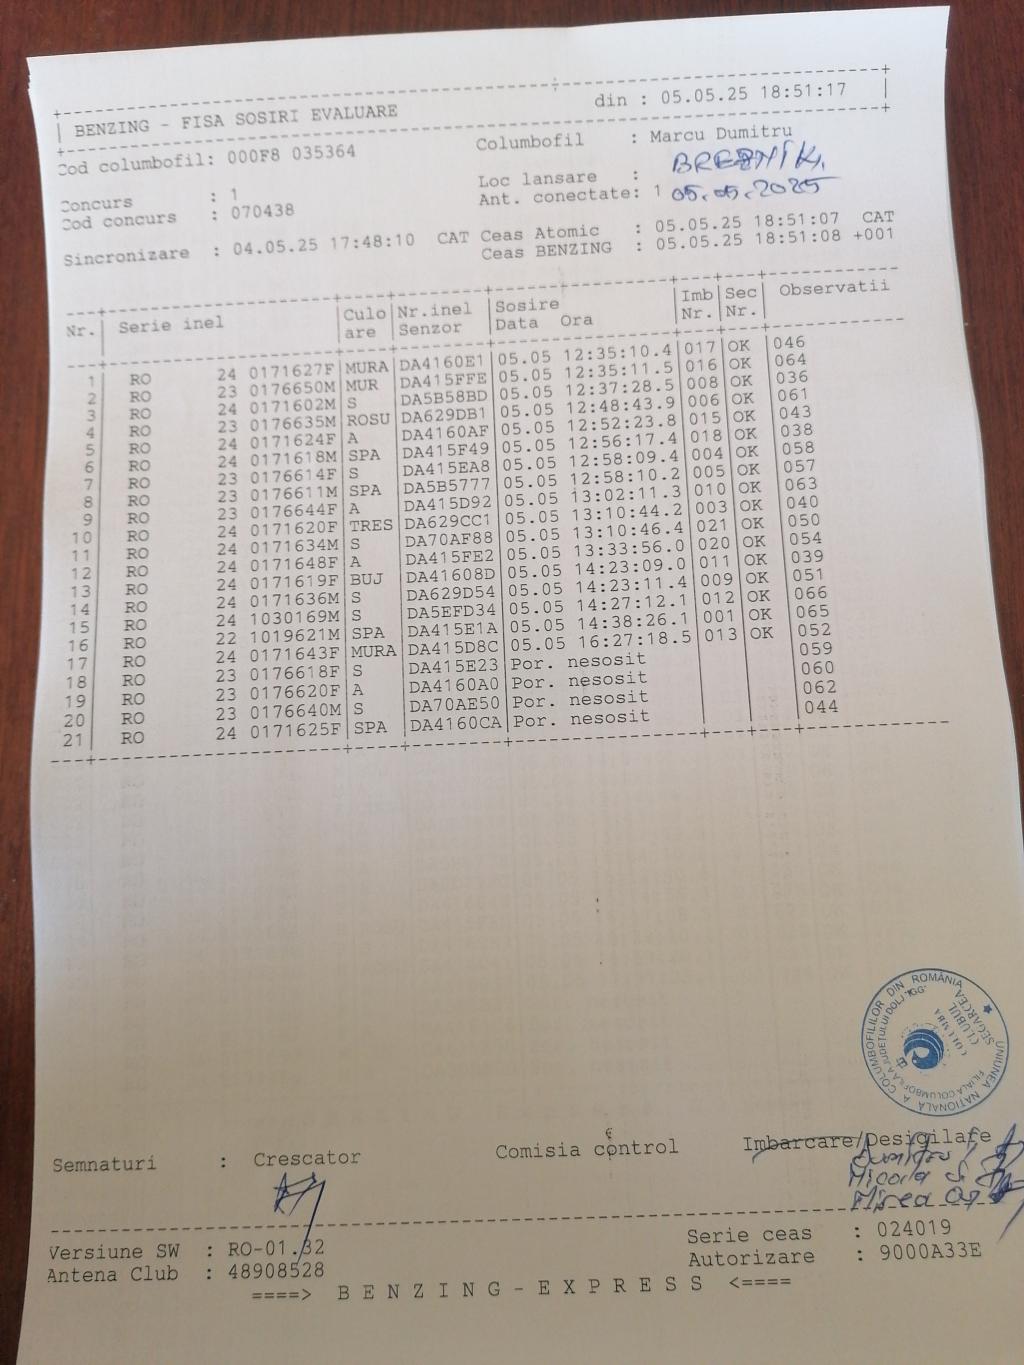 BENZING - FISA SOSIRI EVALUARE din : 05.05.25 18:51:17
Cod columbofil: 000F8 035364 Columbofil : Marcu Dumitru
Loc lansare : BREZNIK
Concurs : 1 Ant. conectate: 1 05.05.2025
Cod concurs : 070438
Sincronizare : 04.05.25 17:48:10 CAT Ceas Atomic : 05.05.25 18:51:07 CAT
Ceas BENZING : 05.05.25 18:51:08 +001
Nr. Serie inel Culo are Nr.inel Senzor Sosire Data Ora Imb Nr. Sec Nr. Observatii
1 RO 24 0171627F MURA DA4160E1 05.05 12:35:10.4 017 OK 046
2 RO 23 0176650M MUR DA415FFE 05.05 12:35:11.5 016 OK 064
3 RO 24 0171602M S DA5B58BD 05.05 12:37:28.5 008 OK 036
4 RO 23 0176635M ROSU DA629DB1 05.05 12:48:43.9 006 OK 061
5 RO 24 0171624F A DA4160AF 05.05 12:52:23.8 015 OK 043
6 RO 24 0171618M SPA DA415F49 05.05 12:56:17.4 018 OK 038
7 RO 23 0176614F S DA415EA8 05.05 12:58:09.4 004 OK 058
8 RO 23 0176611M SPA DA5B5777 05.05 12:58:10.2 005 OK 057
9 RO 23 0176644F A DA415D92 05.05 13:02:11.3 010 OK 063
10 RO 24 0171620F TRES DA629CC1 05.05 13:10:44.2 003 OK 040
11 RO 24 0171634M S DA70AF88 05.05 13:10:46.4 021 OK 050
12 RO 24 0171648F A DA415FE2 05.05 13:33:56.0 020 OK 054
13 RO 24 0171619F BUJ DA41608D 05.05 14:23:09.0 011 OK 039
14 RO 24 0171636M S DA629D54 05.05 14:23:11.4 009 OK 051
15 RO 24 1030169M S DA5EFD34 05.05 14:27:12.1 012 OK 066
16 RO 22 1019621M SPA DA415E1A 05.05 14:38:26.1 001 OK 065
17 RO 24 0171643F MURA DA415D8C 05.05 16:27:18.5 013 OK 052
18 RO 23 0176618F S DA415E23 Por. nesosit 059
19 RO 23 0176620F A DA4160A0 Por. nesosit 060
20 RO 23 0176640M S DA70AE50 Por. nesosit 062
21 RO 24 0171625F SPA DA4160CA Por. nesosit 044
UNIUNEA NATIONALA A COLUMBOFILILOR DIN ROMÂNIA
FILIALA COLUMBOFILA A JUDETULUI DOLJ "IGG"
CLUBUL
COLUMBA
SEGARCEA
Semnaturi : Crescator Comisia control Imbarcare/Desigilare
Dumitru
Mirea
Versiune SW : RO-01.32 Serie ceas : 024019
Antena Club : 48908528 Autorizare : 9000A33E
====> B E N Z I N G - E X P R E S S <====